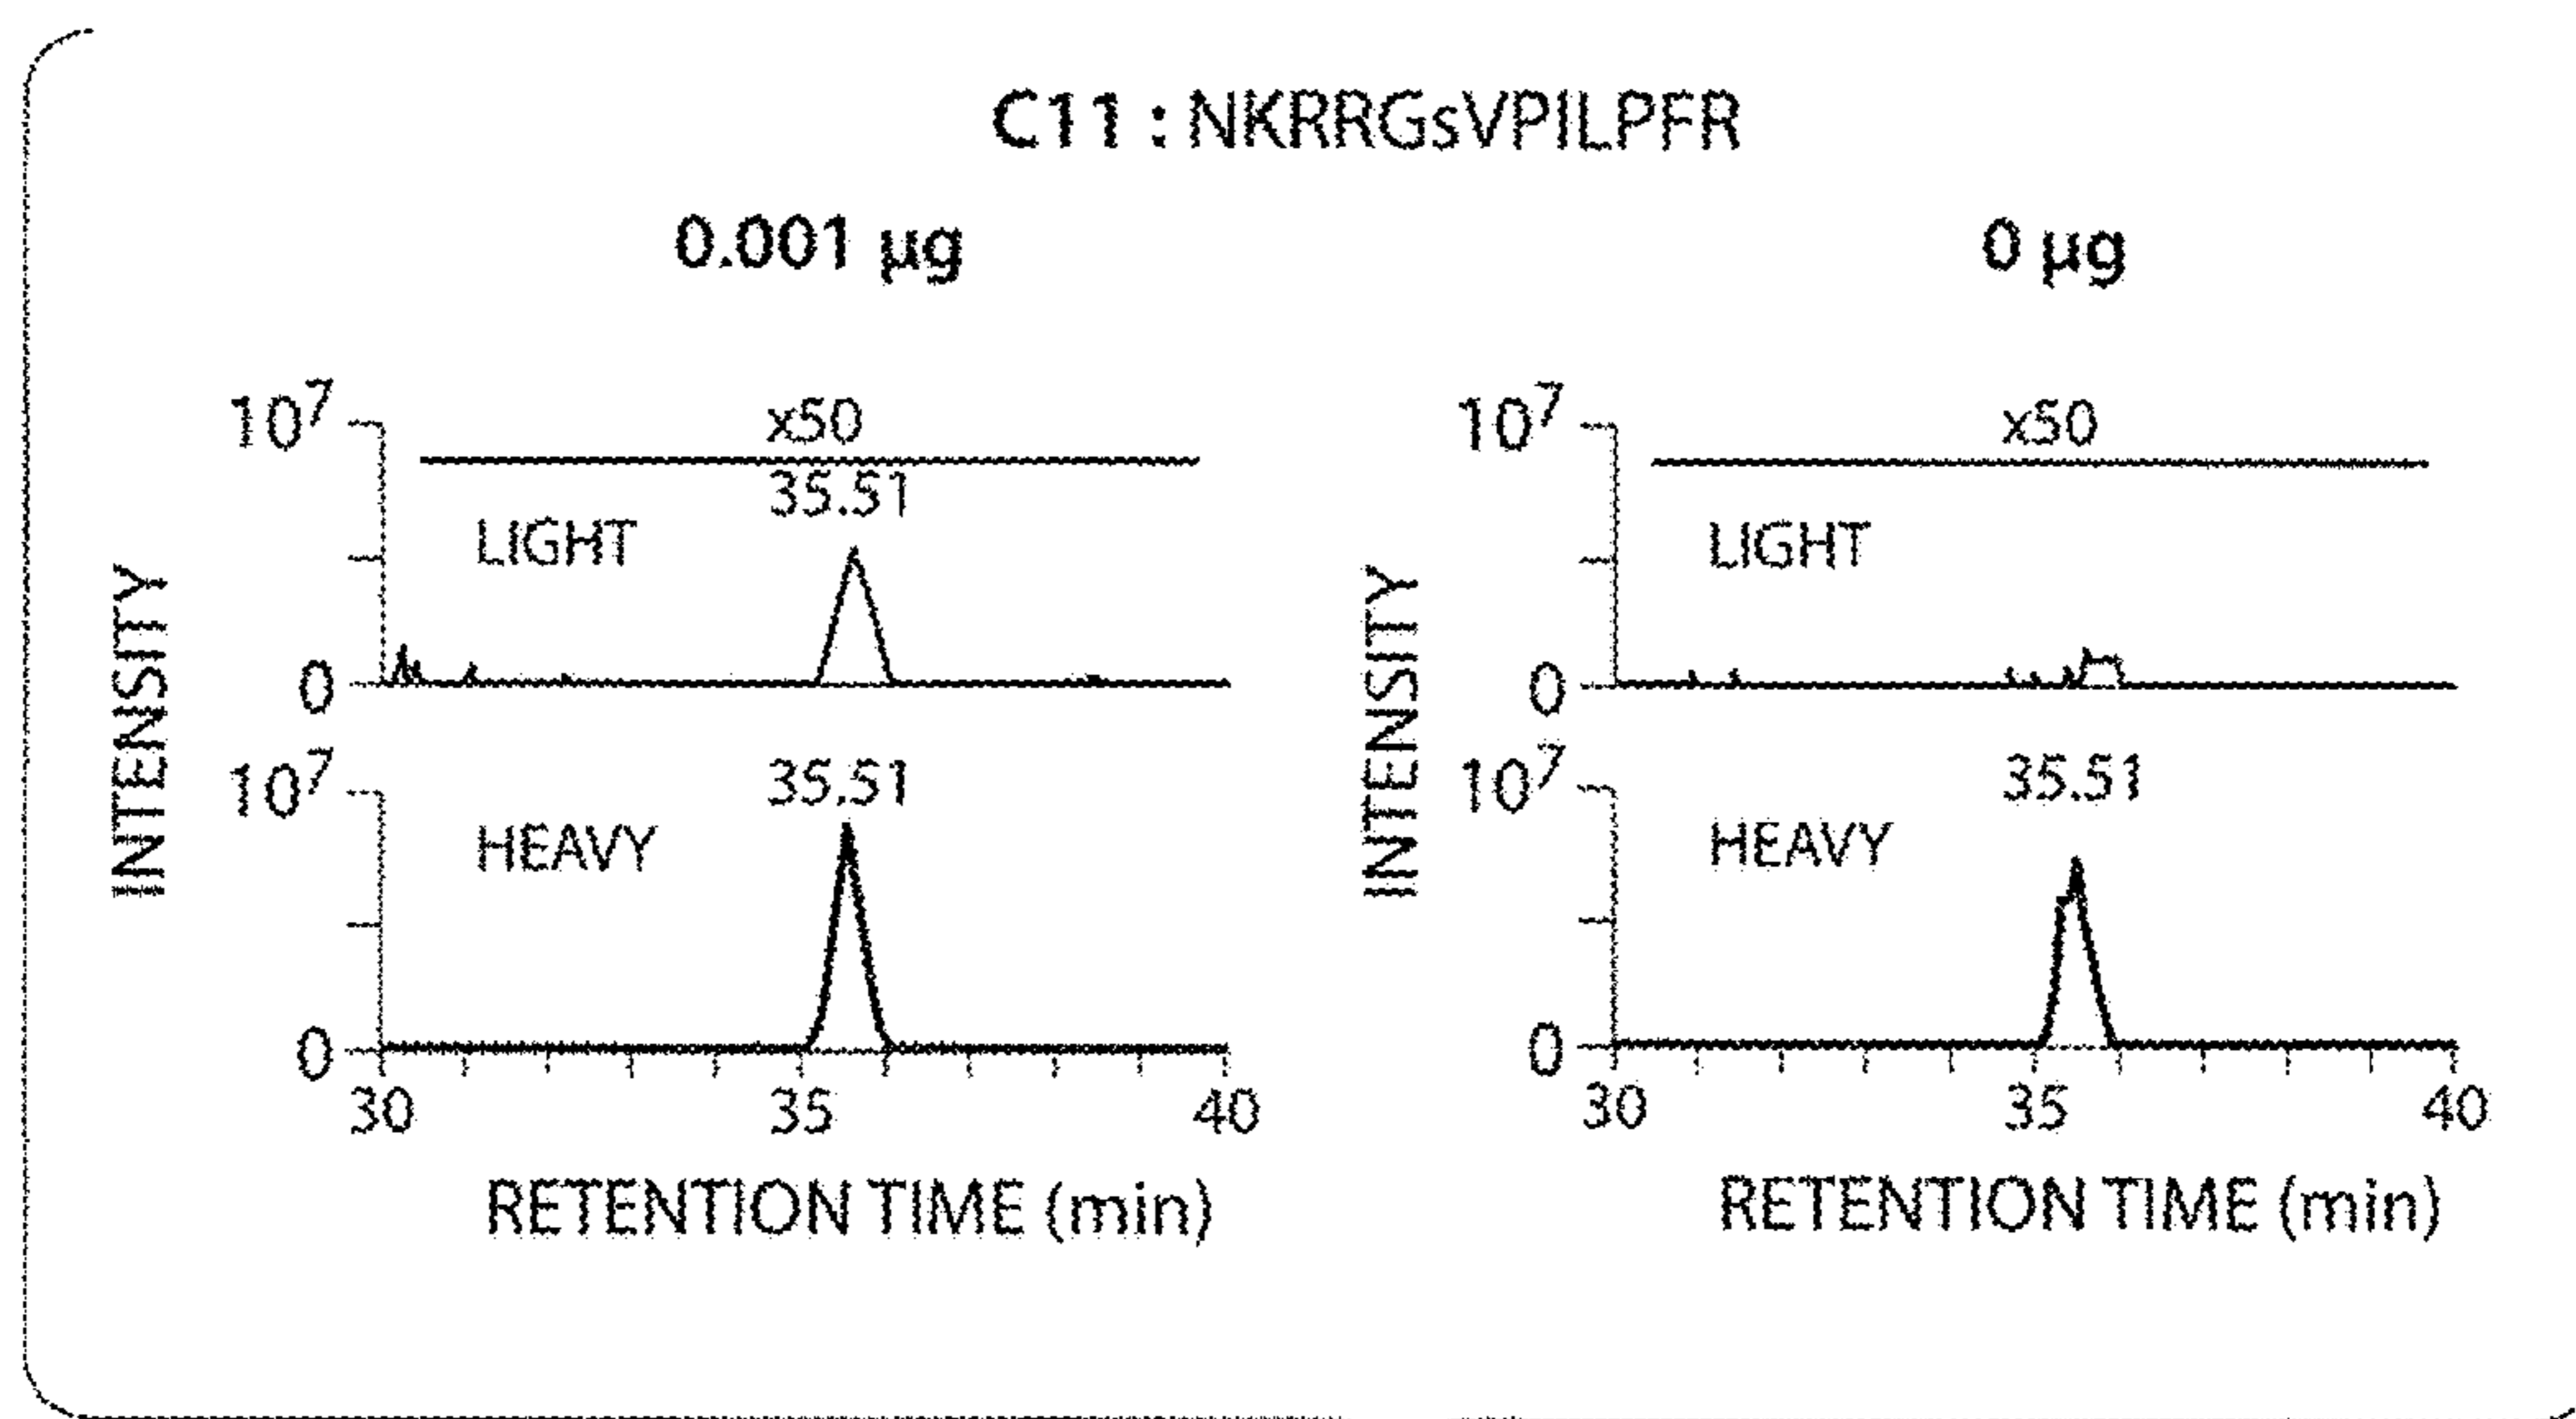 C11 : NKRRGsVPILPFR
0.001 µg
0 µg
10⁷
x50
35.51
LIGHT
0
INTENSITY
10⁷
35.51
HEAVY
0
30 35 40
RETENTION TIME (min)
10⁷
x50
LIGHT
0
INTENSITY
10⁷
35.51
HEAVY
0
30 35 40
RETENTION TIME (min)